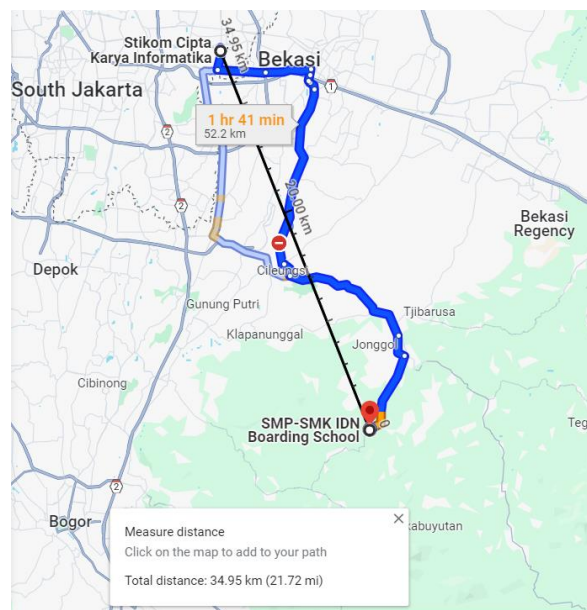 Stikom Cipta
Karya Informatika
34.95 km
Bekasi
South Jakarta
1
2
1 hr 41 min
52.2 km
2
20.00 km
Bekasi
Regency
Depok
Cileungsi
Gunung Putri
Tjibarusa
Klapanunggal
Jonggol
Cibinong
SMP-SMK IDN
Boarding School
Teg
2
Bogor
kabuyutan
Measure distance
Click on the map to add to your path
Total distance: 34.95 km (21.72 mi)